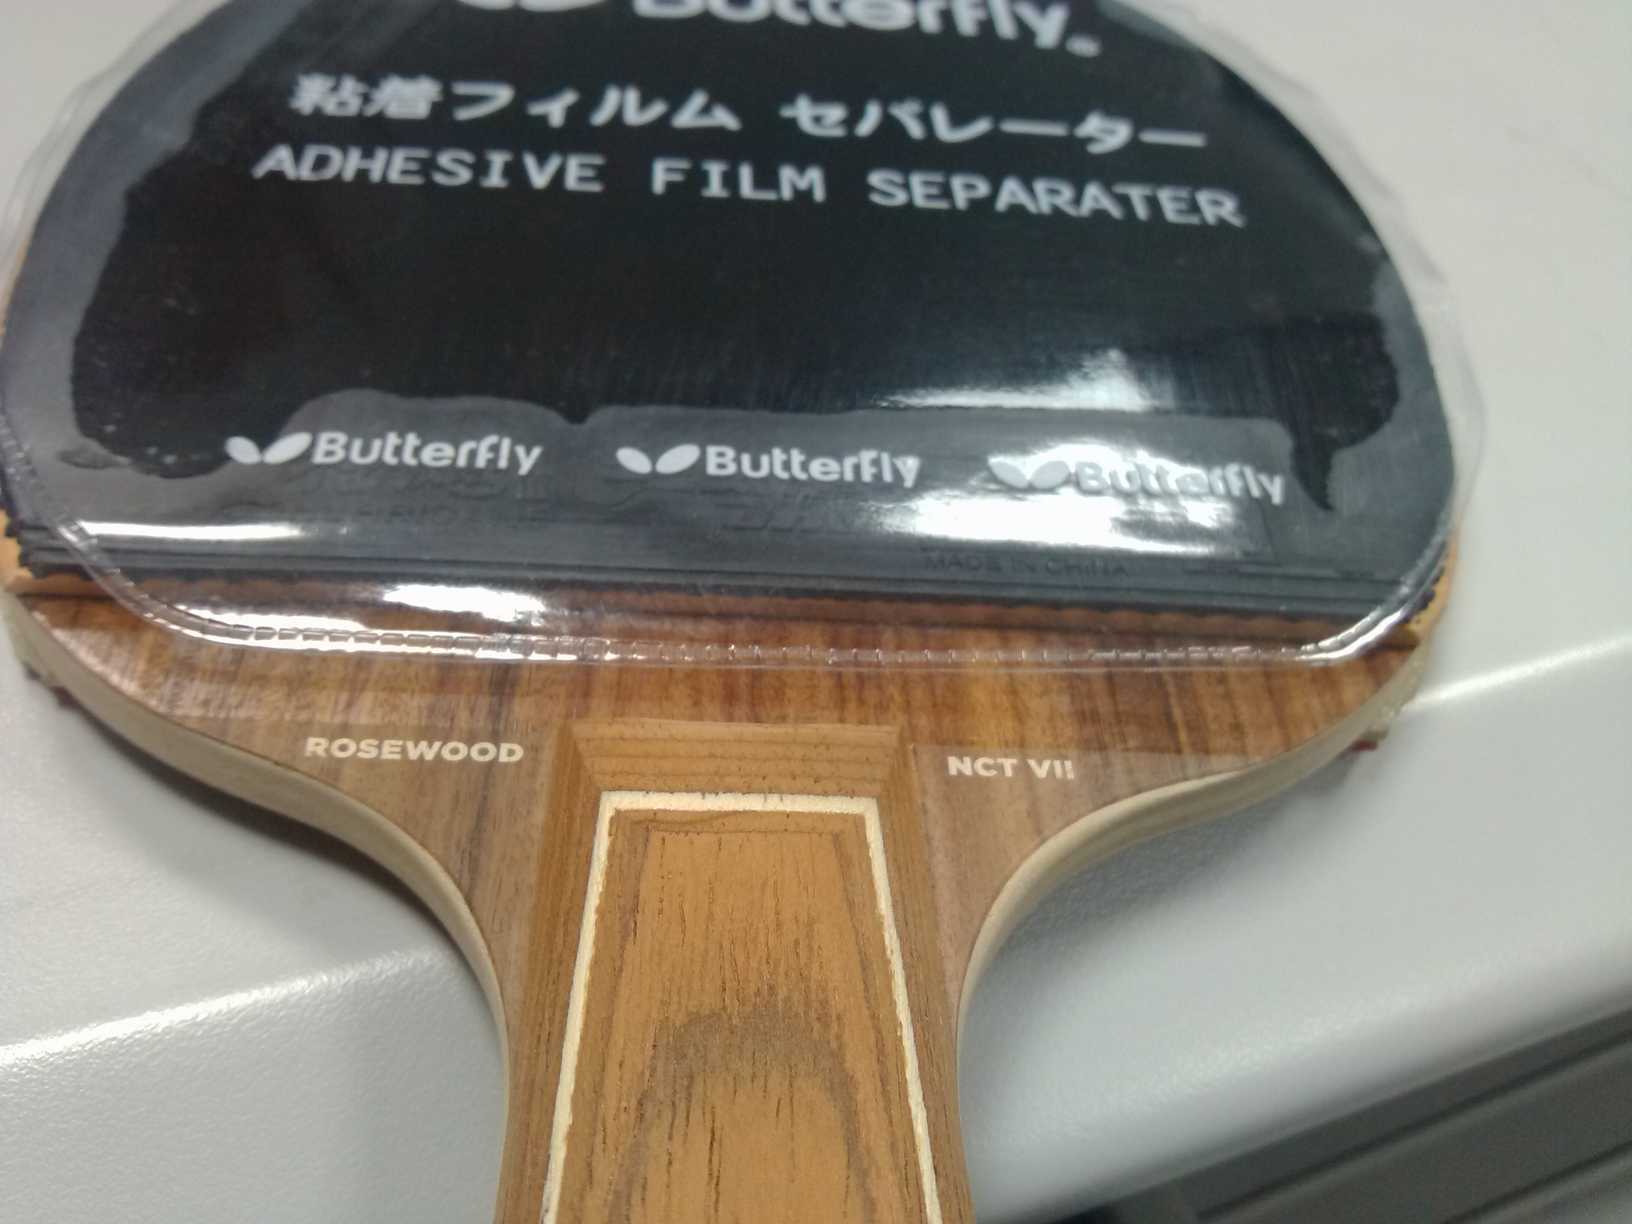 Butterfly®
粘着フィルム セパレーター
ADHESIVE FILM SEPARATER
Butterfly Butterfly Butterfly
MADE IN CHINA
ROSEWOOD NCT VII